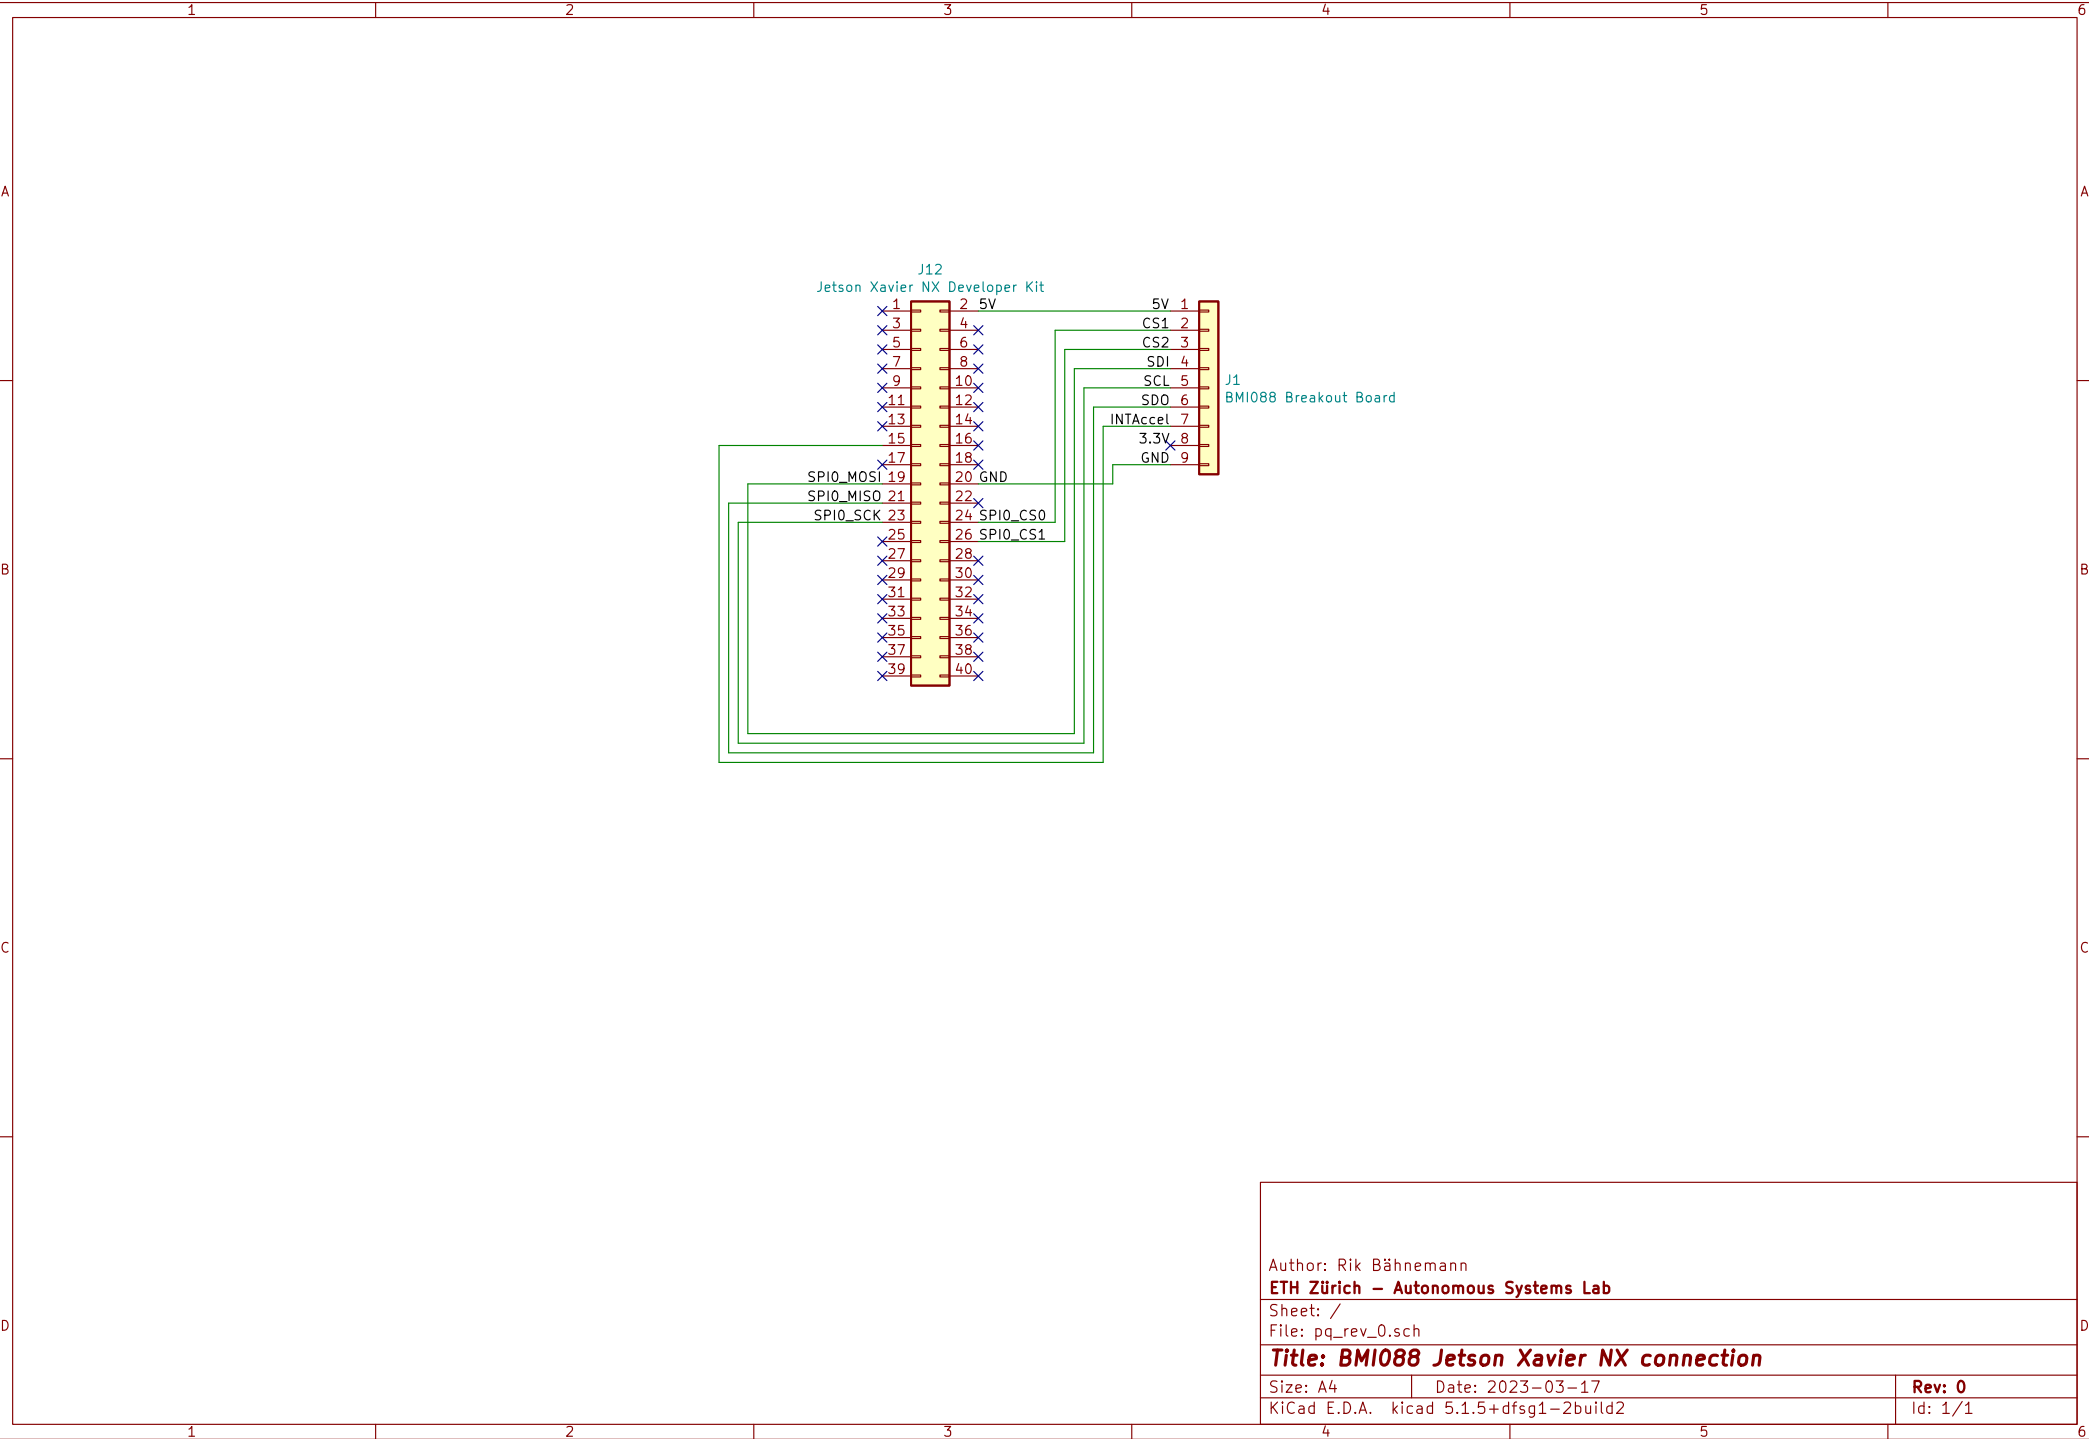 1 2 3 4 5 6
A A
J12
Jetson Xavier NX Developer Kit
1 2 5V 5V 1
3 4 CS1 2
5 6 CS2 3
7 8 SDI 4
9 10 SCL 5
J1
11 12 SDO 6
BMI088 Breakout Board
13 14 INTAccel 7
15 16 3.3V 8
17 18 GND 9
SPI0_MOSI 19 20 GND
SPI0_MISO 21 22
SPI0_SCK 23 24 SPI0_CS0
25 26 SPI0_CS1
27 28
B B
29 30
31 32
33 34
35 36
37 38
39 40
C C
Author: Rik Bähnemann
ETH Zürich – Autonomous Systems Lab
Sheet: /
D D
File: pq_rev_0.sch
Title: BMI088 Jetson Xavier NX connection
Size: A4 Date: 2023-03-17 Rev: 0
KiCad E.D.A. kicad 5.1.5+dfsg1-2build2 Id: 1/1
1 2 3 4 5 6